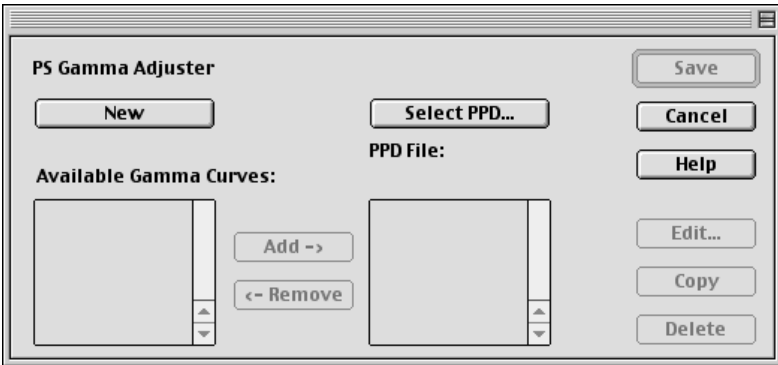 PS Gamma Adjuster
Save
New
Select PPD...
Cancel
PPD File:
Help
Available Gamma Curves:
Edit...
Add ->
Copy
<- Remove
Delete